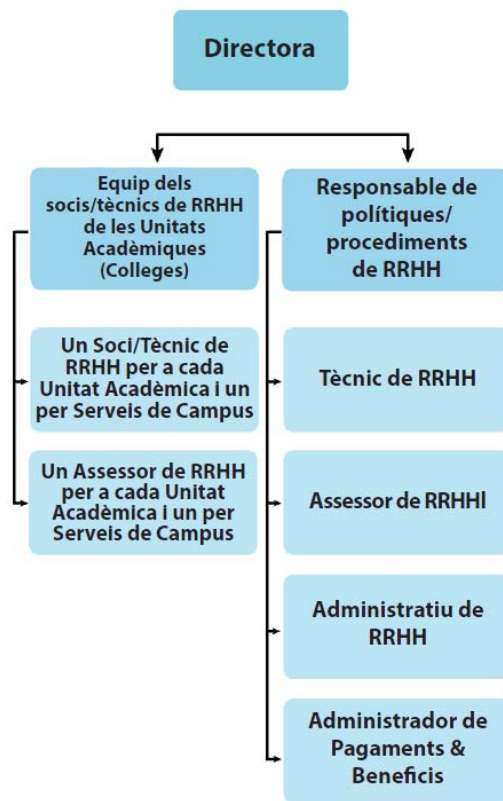 Directora
Equip dels
socis/tècnics de RRHH
de les Unitats
Acadèmiques
(Colleges)
Un Soci/Tècnic de
RRHH per a cada
Unitat Acadèmica i un
per Serveis de Campus
Un Assessor de RRHH
per a cada Unitat
Acadèmica i un per
Serveis de Campus
Responsable de
polítiques/
procediments
de RRHH
Tècnic de RRHH
Assessor de RRHHl
Administratiu de
RRHH
Administrador de
Pagaments &
Beneficis